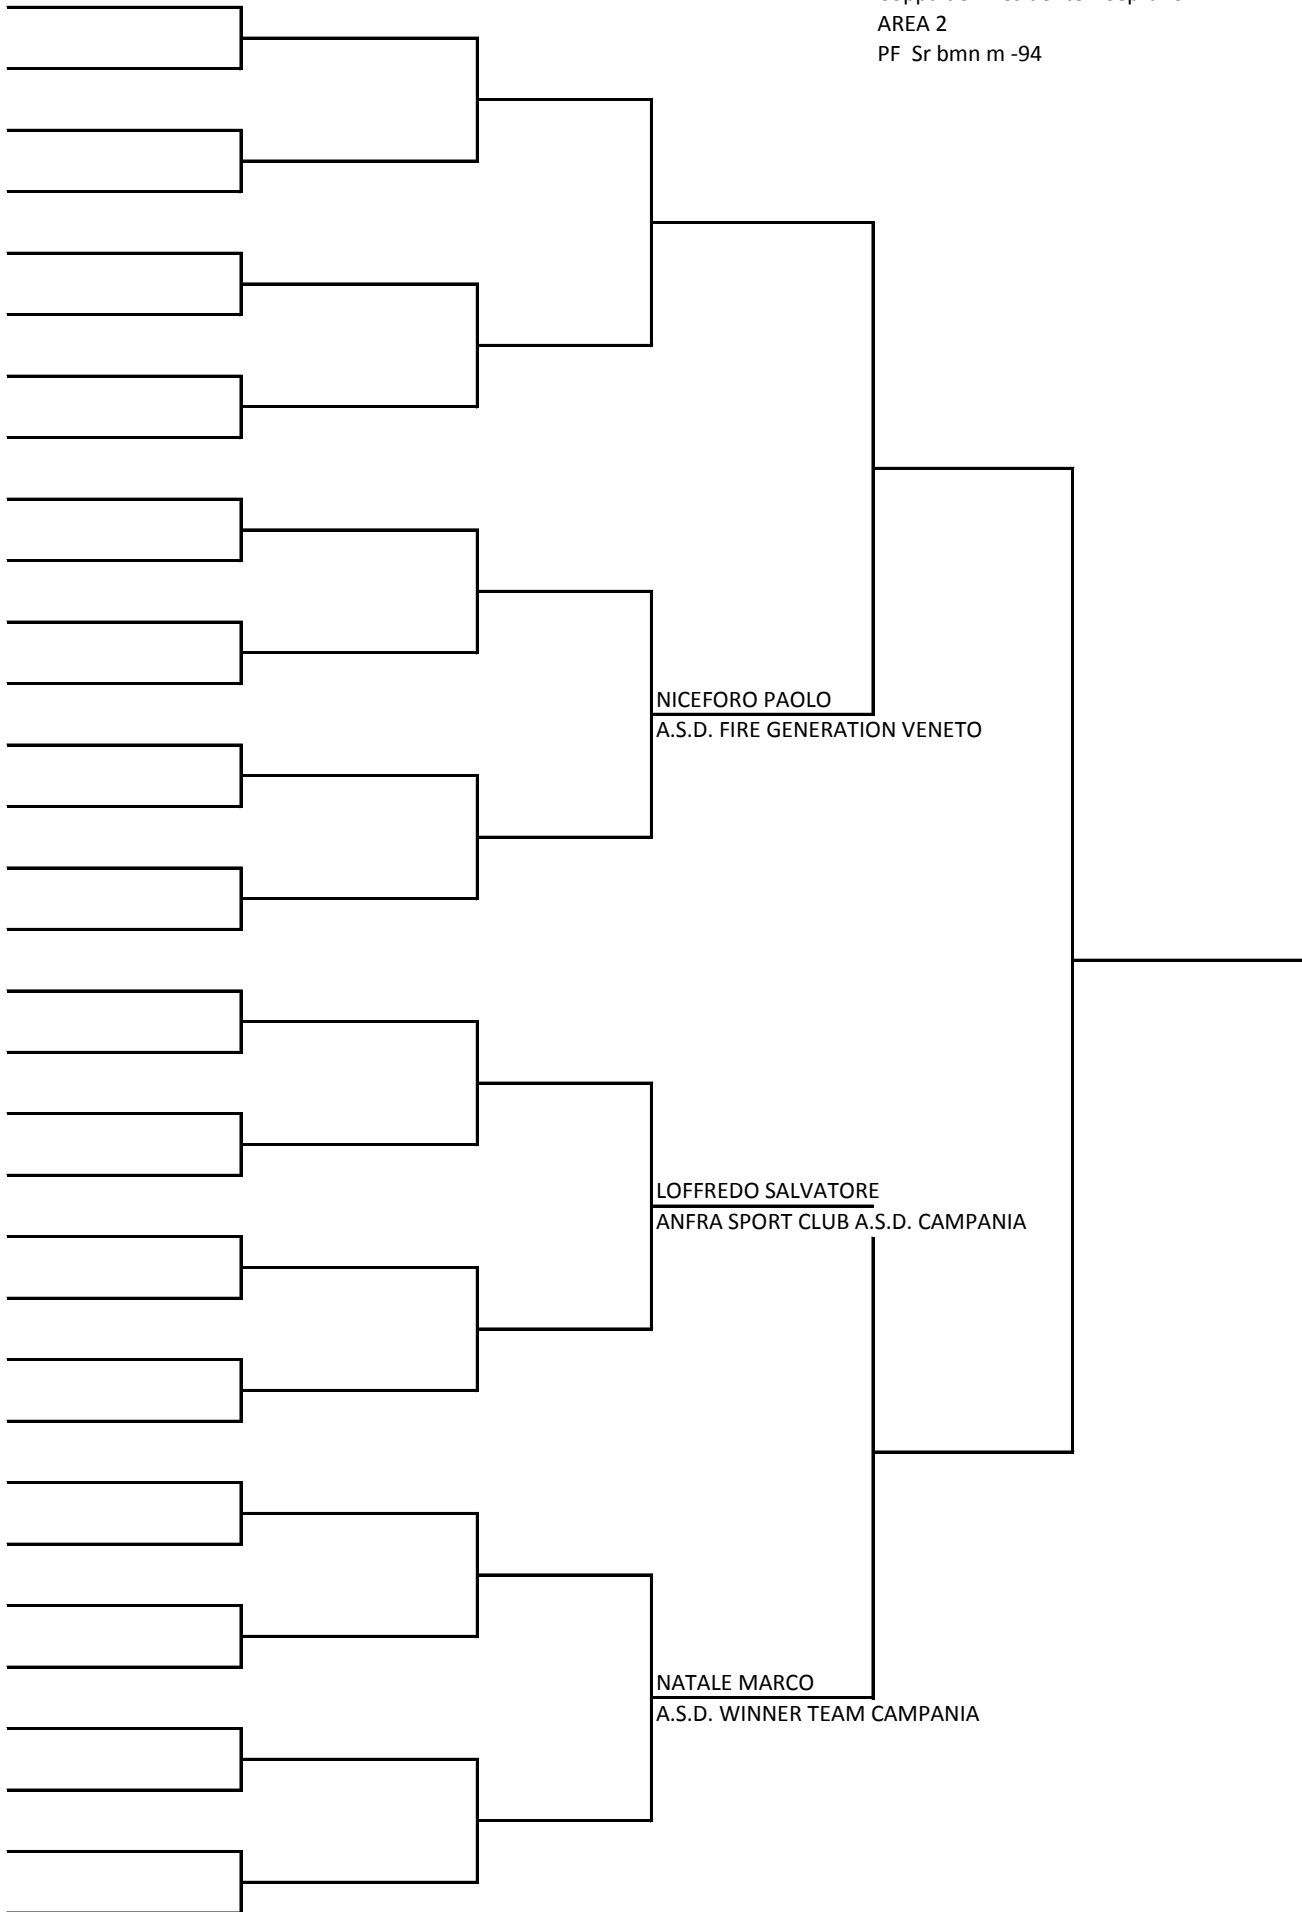 AREA 2
PF Sr bmn m -94
NICEFORO PAOLO
A.S.D. FIRE GENERATION VENETO
LOFFREDO SALVATORE
ANFRA SPORT CLUB A.S.D. CAMPANIA
NATALE MARCO
A.S.D. WINNER TEAM CAMPANIA